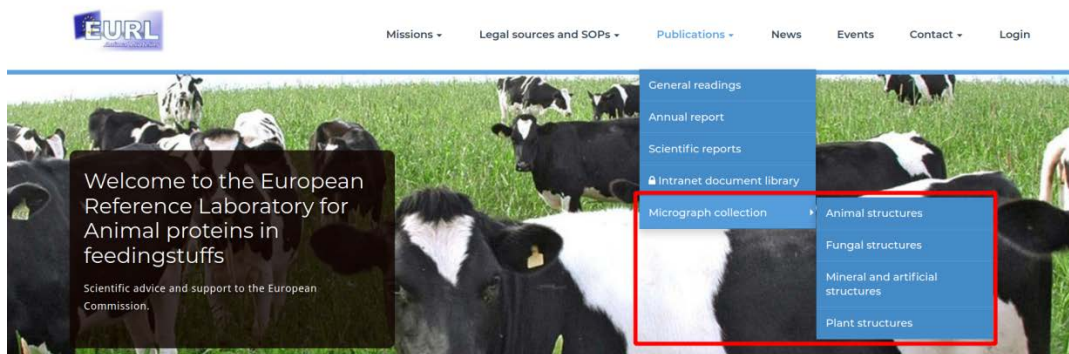 EURL
Missions
Legal sources and SOPs
Publications
News
Events
Contact
Login
General readings
Annual report
Scientific reports
Intranet document library
Micrograph collection
Animal structures
Fungal structures
Mineral and artificial
structures
Plant structures
Welcome to the European
Reference Laboratory for
Animal proteins in
feedingstuffs
Scientific advice and support to the European
Commission.